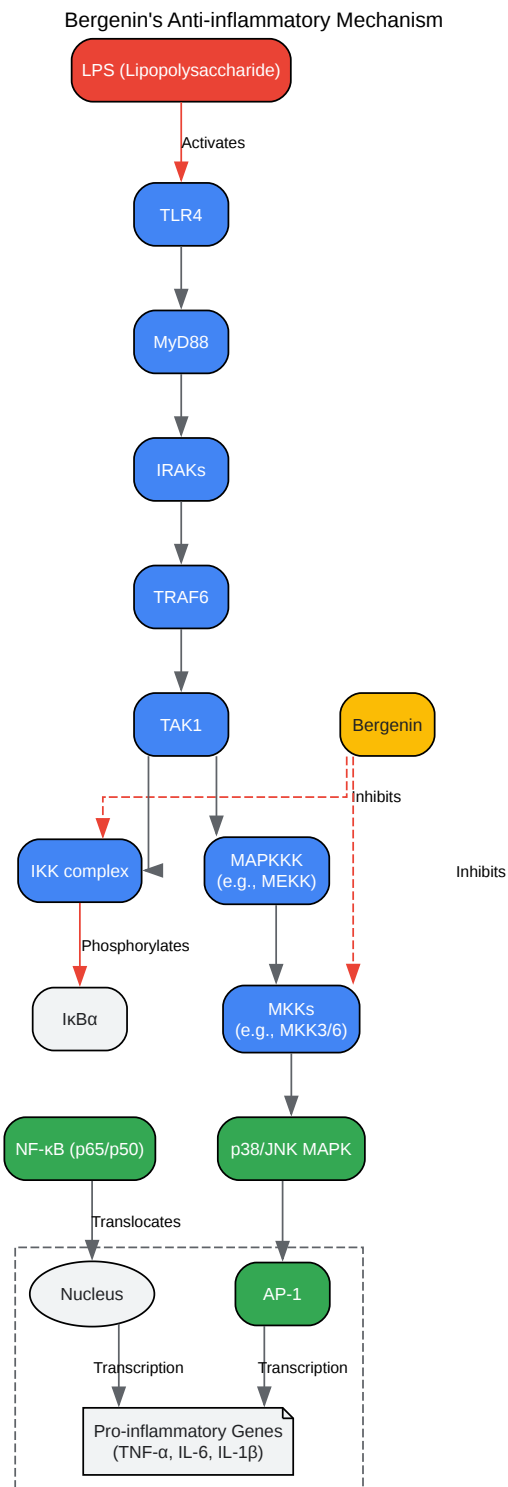 Bergenin's Anti-inflammatory Mechanism
LPS (Lipopolysaccharide)
Activates
TLR4
MyD88
IRAKs
TRAF6
TAK1
Bergenin
Inhibits
IKK complex
MAPKKK
(e.g., MEKK)
Inhibits
Phosphorylates
IκBα
MKKs
(e.g., MKK3/6)
NF-κB (p65/p50)
p38/JNK MAPK
Translocates
Nucleus
AP-1
Transcription
Transcription
Pro-inflammatory Genes
(TNF-α, IL-6, IL-1β)